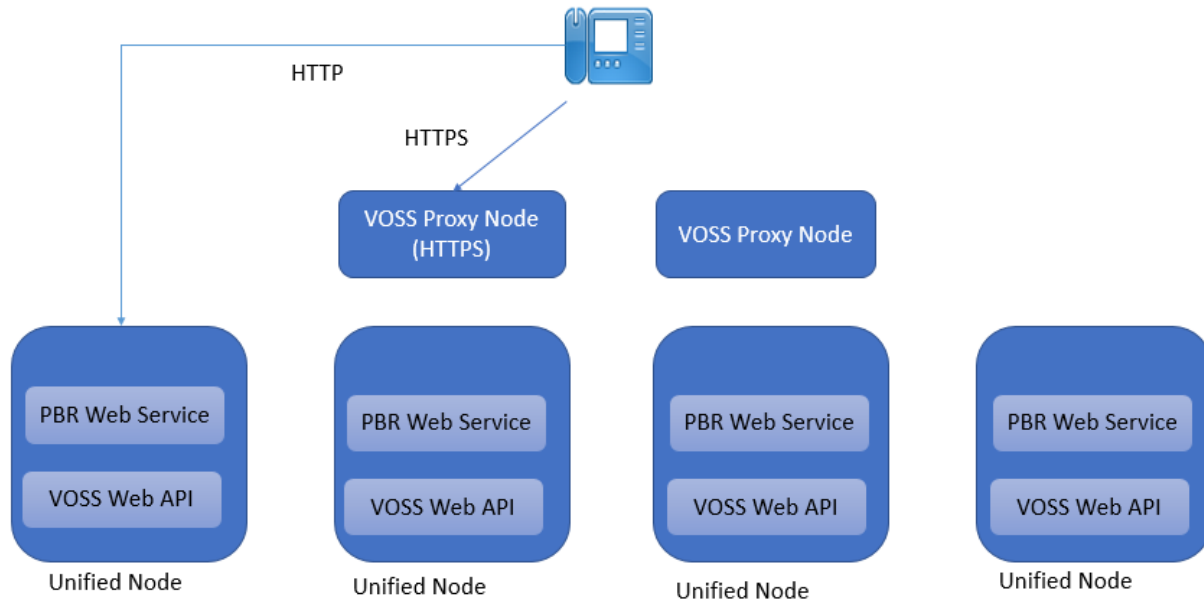 HTTP
HTTPS
VOSS Proxy Node
(HTTPS)
VOSS Proxy Node
PBR Web Service
VOSS Web API
Unified Node
PBR Web Service
VOSS Web API
Unified Node
PBR Web Service
VOSS Web API
Unified Node
PBR Web Service
VOSS Web API
Unified Node